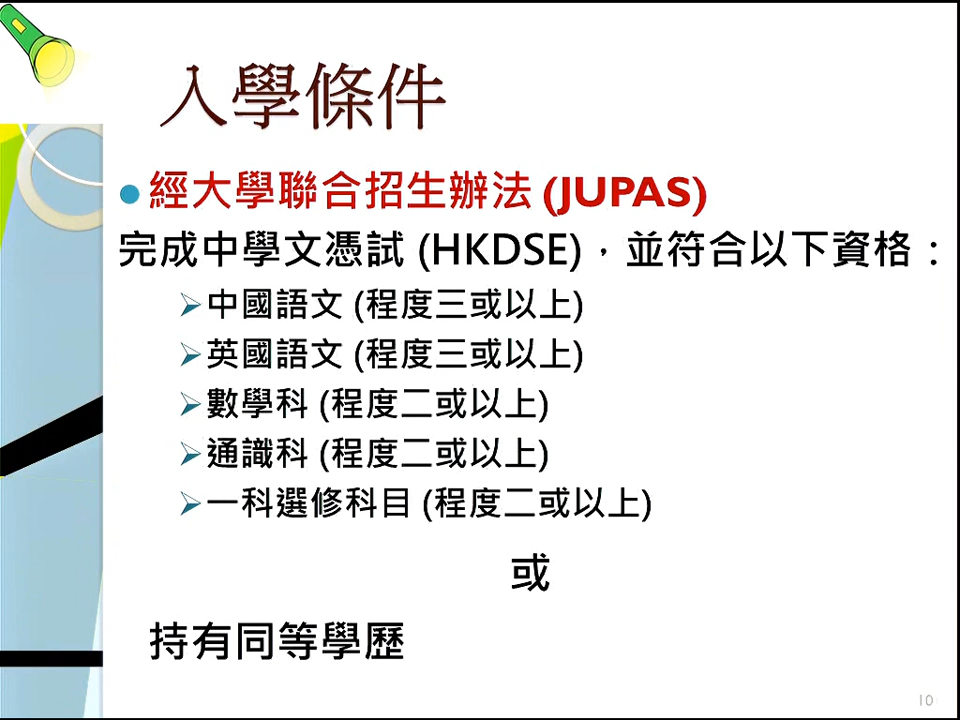 入學條件
經大學聯合招生辦法 (JUPAS)
完成中學文憑試 (HKDSE)，並符合以下資格：
中國語文 (程度三或以上)
英國語文 (程度三或以上)
數學科 (程度二或以上)
通識科 (程度二或以上)
一科選修科目 (程度二或以上)
或
持有同等學歷
10